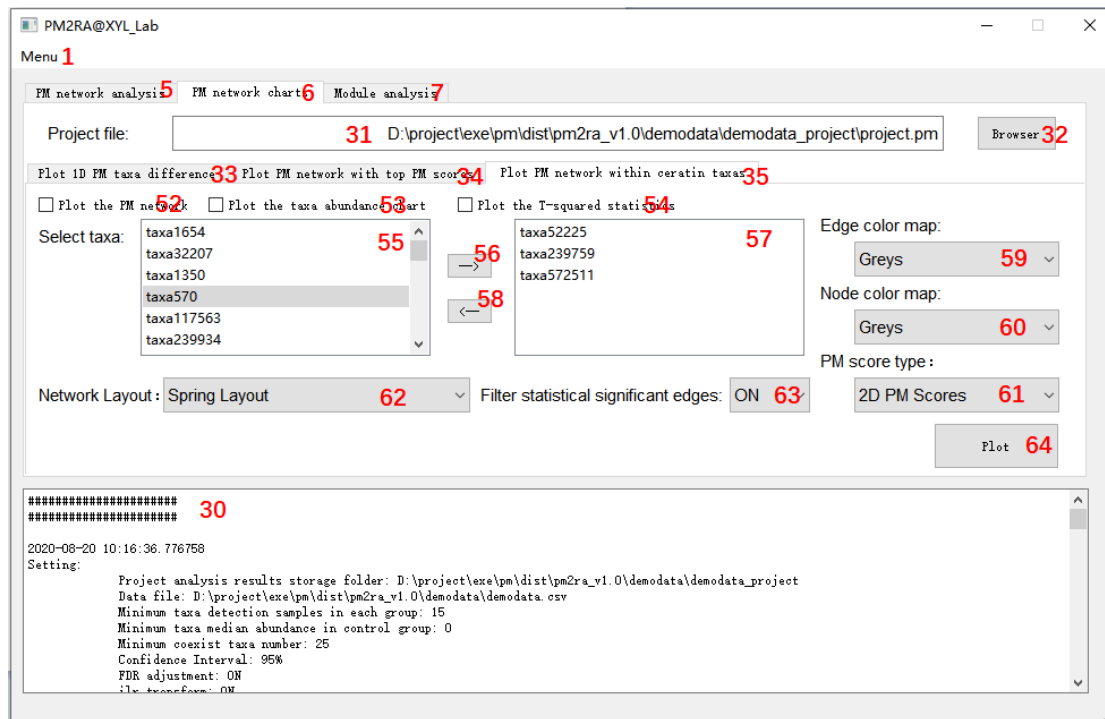 PM2RA@XYL_Lab
Menu 1
PM network analysis 5 PM network charts 6 Module analysis 7
Project file: 31 D:\project\exe\pm\dist\pm2ra_v1.0\demodata\demodata_project\project.pm Browser 32
Plot 1D PM taxa difference 33 Plot PM network with top PM scores 34 Plot PM network within ceratin taxas 35
Plot the PM network 52 Plot the taxa abundance chart 53 Plot the T-squared statistics 54
Select taxa: 55 56 57 58
taxa1654
taxa32207
taxa1350
taxa570
taxa117563
taxa239934
—>
<—
taxa52225
taxa239759
taxa572511
Edge color map:
Greys 59
Node color map:
Greys 60
PM score type:
2D PM Scores 61
Network Layout: Spring Layout 62 Filter statistical significant edges: ON 63
Plot 64
######################
###################### 30
2020-08-20 10:16:36.776758
Setting:
Project analysis results storage folder: D:\project\exe\pm\dist\pm2ra_v1.0\demodata\demodata_project
Data file: D:\project\exe\pm\dist\pm2ra_v1.0\demodata\demodata.csv
Minimum taxa detection samples in each group: 15
Minimum taxa median abundance in control group: 0
Minimum coexist taxa number: 25
Confidence Interval: 95%
FDR adjustment: ON
ilr transform: ON